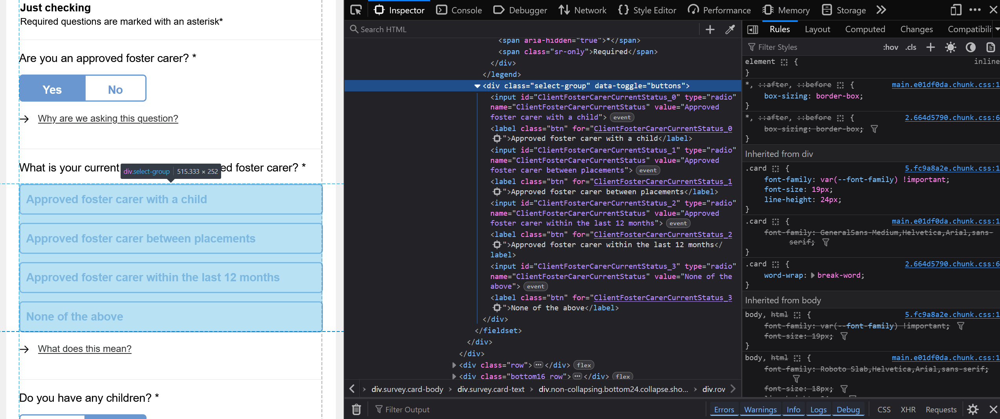 Just checking
Required questions are marked with an asterisk*
Are you an approved foster carer? *
Yes
No
Why are we asking this question?
What is your current
ed foster carer? *
div.select-group
515.333 × 252
Approved foster carer with a child
Approved foster carer between placements
Approved foster carer within the last 12 months
None of the above
What does this mean?
Do you have any children? *
Inspector
Console
Debugger
Network
Style Editor
Performance
Memory
Storage
Search HTML
<span aria-hidden="true">*</span>
<span class="sr-only">Required</span>
</div>
</legend>
<div class="select-group" data-toggle="buttons">
<input id="ClientFosterCarerCurrentStatus_0" type="radio"
name="ClientFosterCarerCurrentStatus" value="Approved
foster carer with a child"> event
<label class="btn" for="ClientFosterCarerCurrentStatus_0
">Approved foster carer with a child</label>
<input id="ClientFosterCarerCurrentStatus_1" type="radio"
name="ClientFosterCarerCurrentStatus" value="Approved
foster carer between placements"> event
<label class="btn" for="ClientFosterCarerCurrentStatus_1
">Approved foster carer between placements</label>
<input id="ClientFosterCarerCurrentStatus_2" type="radio"
name="ClientFosterCarerCurrentStatus" value="Approved
foster carer within the last 12 months"> event
<label class="btn" for="ClientFosterCarerCurrentStatus_2
">Approved foster carer within the last 12 months</
label>
<input id="ClientFosterCarerCurrentStatus_3" type="radio"
name="ClientFosterCarerCurrentStatus" value="None of the
above"> event
<label class="btn" for="ClientFosterCarerCurrentStatus_3
">None of the above</label>
</div>
</fieldset>
</div>
</div>
<div class="row"> ··· </div> flex
<div class="bottom16 row"> ··· </div> flex
div.survey.card-body
div.survey.card-text
div.non-collapsing.bottom24.collapse.sho...
div.rov
Filter Output
Errors
Warnings
Info
Logs
Debug
CSS
XHR
Requests
Rules
Layout
Computed
Changes
Compatibili
Filter Styles
:hov
.cls
element {
inline
}
*, ::after, ::before {
main.e01df0da.chunk.css:1
box-sizing: border-box;
}
*, ::after, ::before {
2.664d5790.chunk.css:6
box-sizing: border-box;
}
Inherited from div
.card {
5.fc9a8a2e.chunk.css:1
font-family: var(--font-family) !important;
font-size: 19px;
line-height: 24px;
}
.card {
main.e01df0da.chunk.css:1
font-family: GeneralSans-Medium,Helvetica,Arial,sans-
serif;
}
.card {
2.664d5790.chunk.css:6
word-wrap: break-word;
}
Inherited from body
body, html {
5.fc9a8a2e.chunk.css:1
font-family: var(--font-family) !important;
font-size: 19px;
}
body, html {
main.e01df0da.chunk.css:1
font-family: Roboto Slab,Helvetica,Arial,sans-serif;
font-size: 18px;